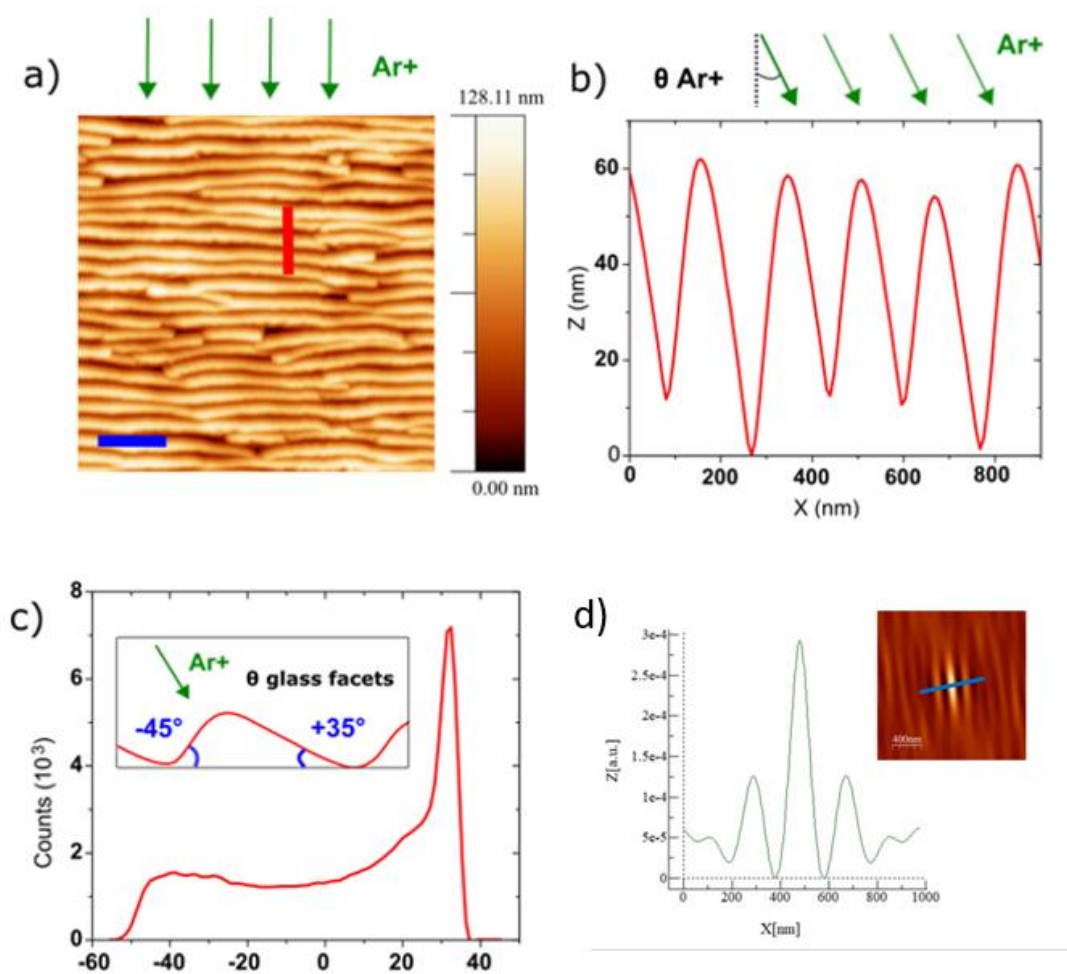 a)
Ar+
128.11 nm
0.00 nm
b)
θ Ar+
Ar+
Z (nm)
60
40
20
0
0 200 400 600 800
X (nm)
c)
Counts (10³)
8
6
4
2
0
-60 -40 -20 0 20 40
Ar+
θ glass facets
-45°
+35°
d)
Z[a.u.]
3e-4
2.5e-4
2e-4
1.5e-4
1e-4
5e-5
0
0 200 400 600 800 1000
X[nm]
400nm